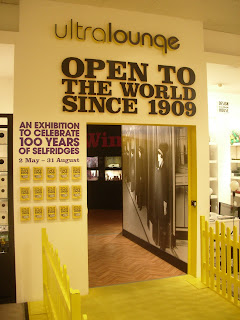 ultralounge
OPEN TO
THE WORLD
SINCE 1909
AN EXHIBITION
TO CELEBRATE
100 YEARS
OF SELFRIDGES
2 May – 31 August